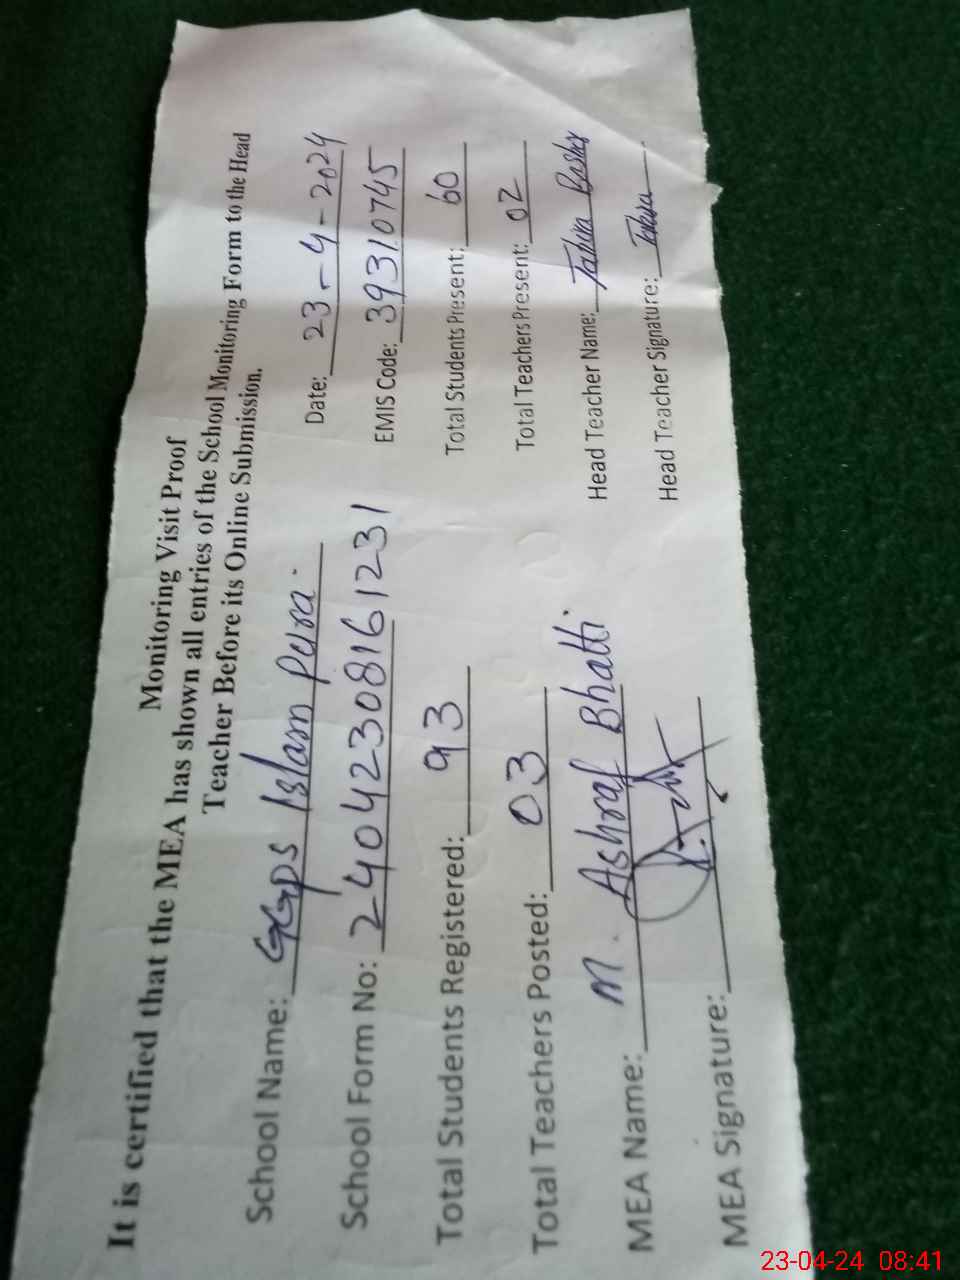 Monitoring Visit Proof
It is certified that the MEA has shown all entries of the School Monitoring Form to the Head
Teacher Before its Online Submission.
School Name: GGPS Islam Pura. Date: 23-4-2024
School Form No: 24042308161231 EMIS Code: 39310745
Total Students Registered: 93 Total Students Present: 60
Total Teachers Posted: 03 Total Teachers Present: 02
MEA Name: M. Ashraf Bhatti. Head Teacher Name: Tahira Bashir
MEA Signature: Head Teacher Signature: Tahira
23-04-24 08:41